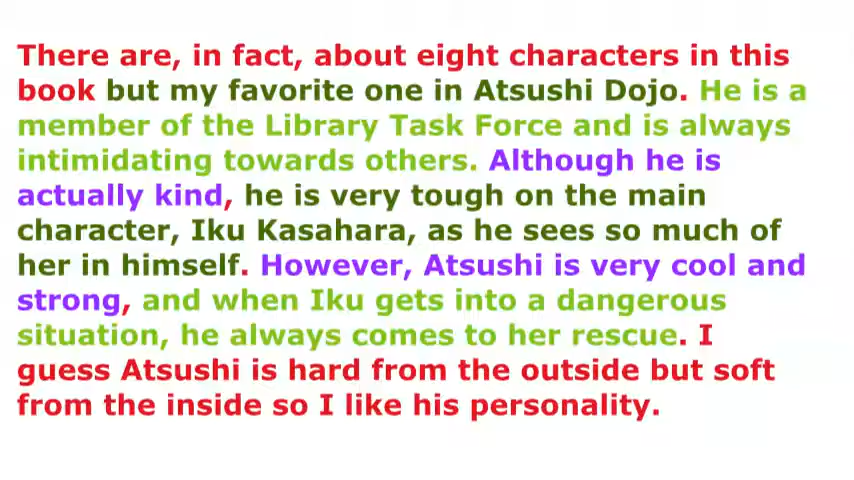 There are, in fact, about eight characters in this
book but my favorite one in Atsushi Dojo. He is a
member of the Library Task Force and is always
intimidating towards others. Although he is
actually kind, he is very tough on the main
character, Iku Kasahara, as he sees so much of
her in himself. However, Atsushi is very cool and
strong, and when Iku gets into a dangerous
situation, he always comes to her rescue. I
guess Atsushi is hard from the outside but soft
from the inside so I like his personality.